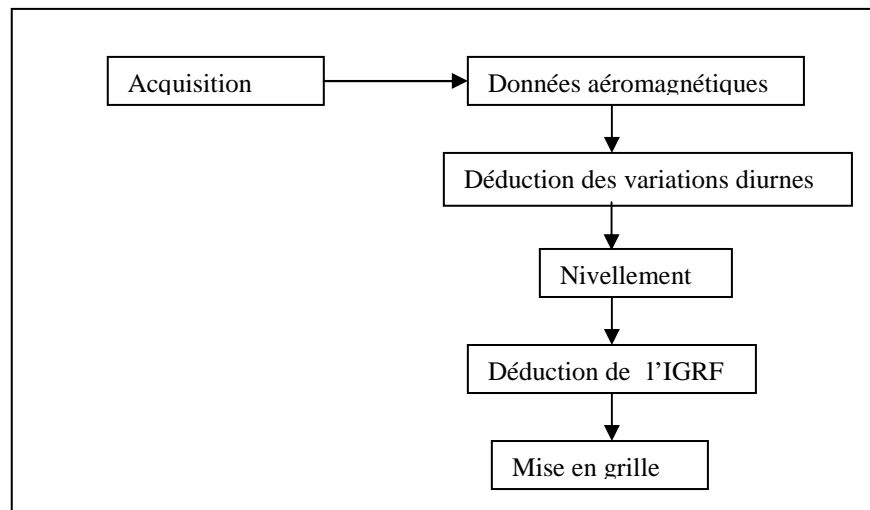 Acquisition
Données aéromagnétiques
Déduction des variations diurnes
Nivellement
Déduction de l’IGRF
Mise en grille